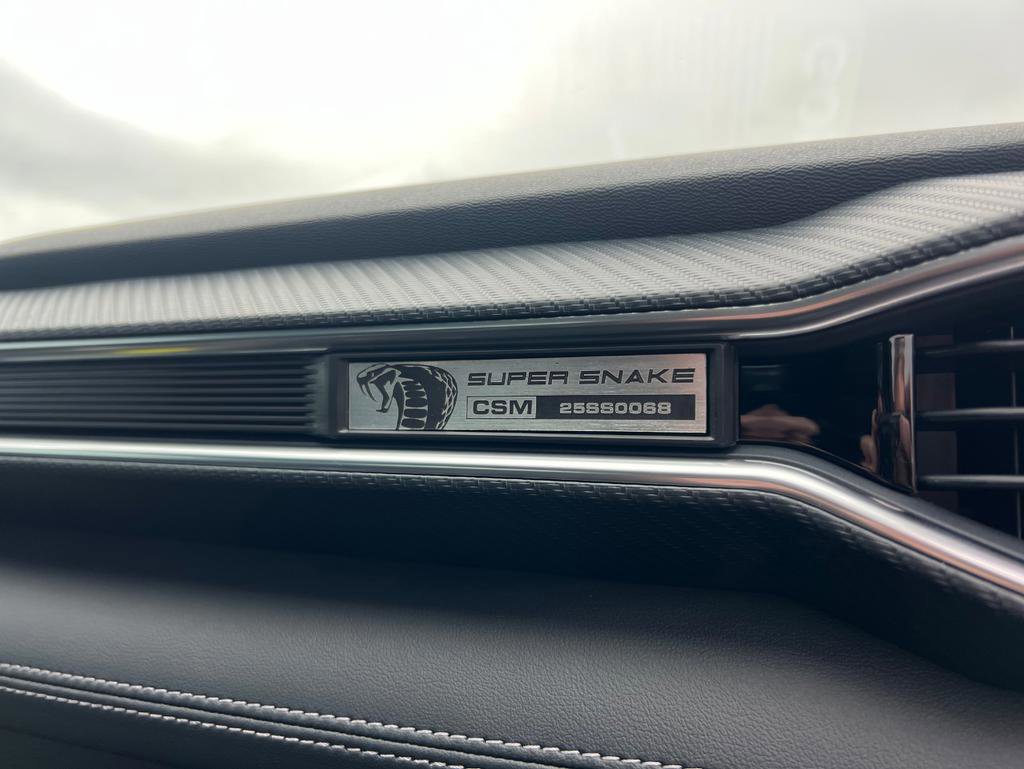 SUPER SNAKE
CSM 25SS0068